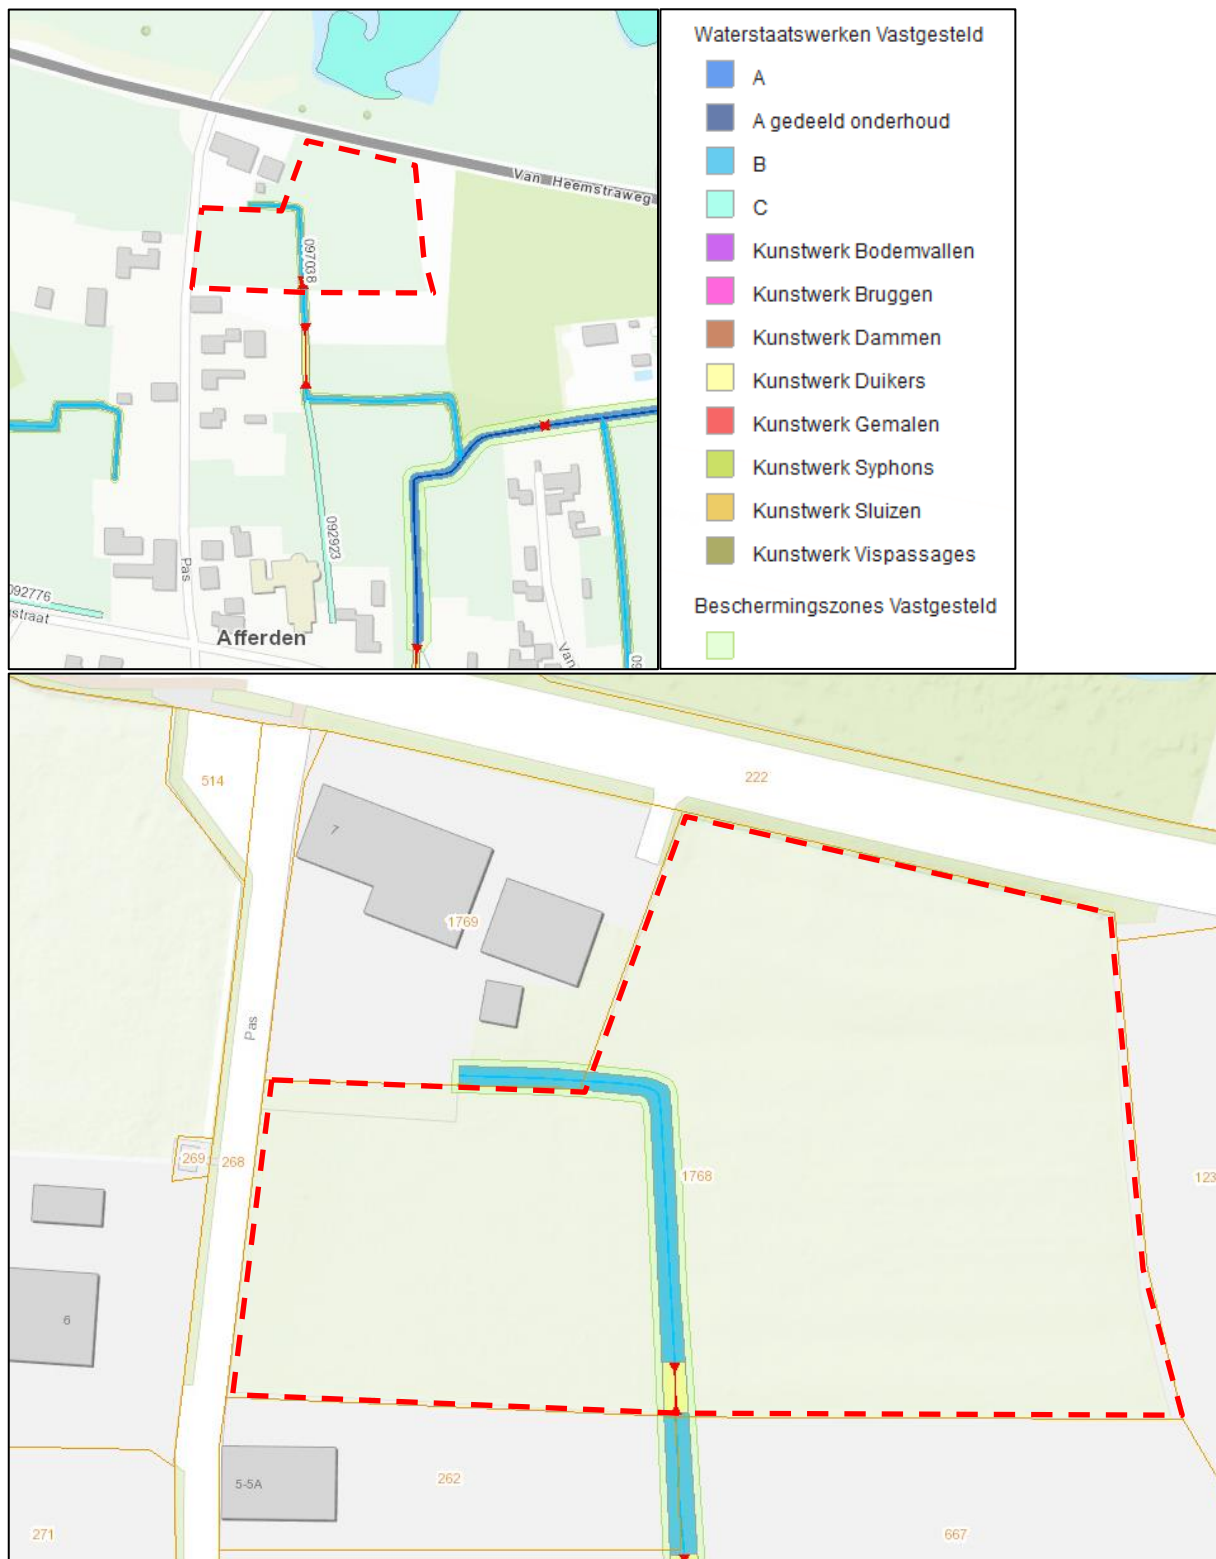 Van Heemstraweg
097038
092923
Pas
092776
straat
Afferden
Van
09
Waterstaatswerken Vastgesteld
A
A gedeeld onderhoud
B
C
Kunstwerk Bodemvallen
Kunstwerk Bruggen
Kunstwerk Dammen
Kunstwerk Duikers
Kunstwerk Gemalen
Kunstwerk Syphons
Kunstwerk Sluizen
Kunstwerk Vispassages
Beschermingszones Vastgesteld
514
222
7
1769
Pas
269
268
1768
123
6
5-5A
262
271
667